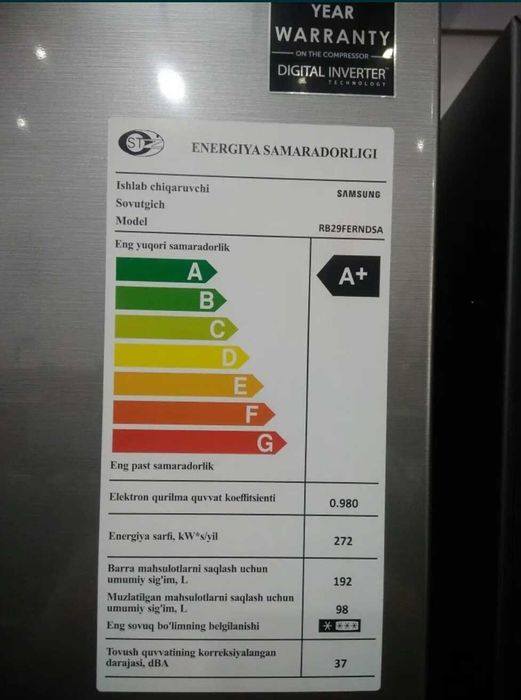 YEAR
WARRANTY
ON THE COMPRESSOR
DIGITAL INVERTER™
TECHNOLOGY
ST
ENERGIYA SAMARADORLIGI
Ishlab chiqaruvchi SAMSUNG
Sovutgich
Model RB29FERNDSA
Eng yuqori samaradorlik
A A+
B
C
D
E
F
G
Eng past samaradorlik
Elektron qurilma quvvat koeffitsienti 0.980
Energiya sarfi, kW*s/yil 272
Barra mahsulotlarni saqlash uchun
umumiy sig'im, L 192
Muzlatilgan mahsulotlarni saqlash uchun
umumiy sig'im, L 98
Eng sovuq bo'limning belgilanishi
Tovush quvvatining korreksiyalangan
darajasi, dBA 37